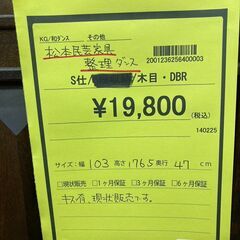 KG/和ダンス その他
2001236256400003
松本民芸家具
整理ダンス
S仕/ /木目・DBR
¥19,800
(税込)
140225
サイズ:幅 103 高さ 1765 奥行 47 cm
□現状販売 □1ヶ月保証 □3ヶ月保証 □6ヶ月保証
キズ有、現状販売です。